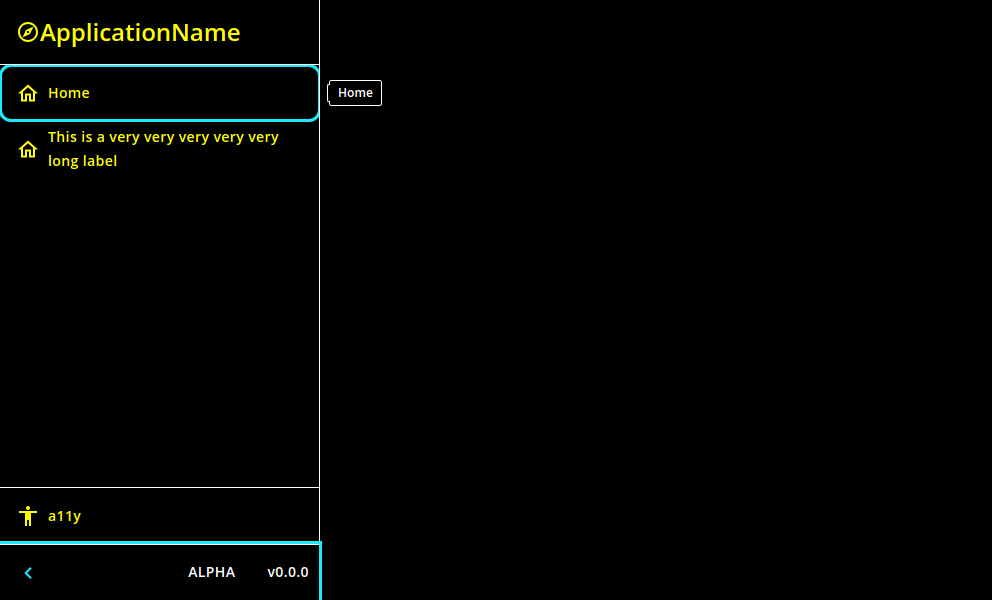 ApplicationName
Home
Home
This is a very very very very very
long label
a11y
ALPHA v0.0.0